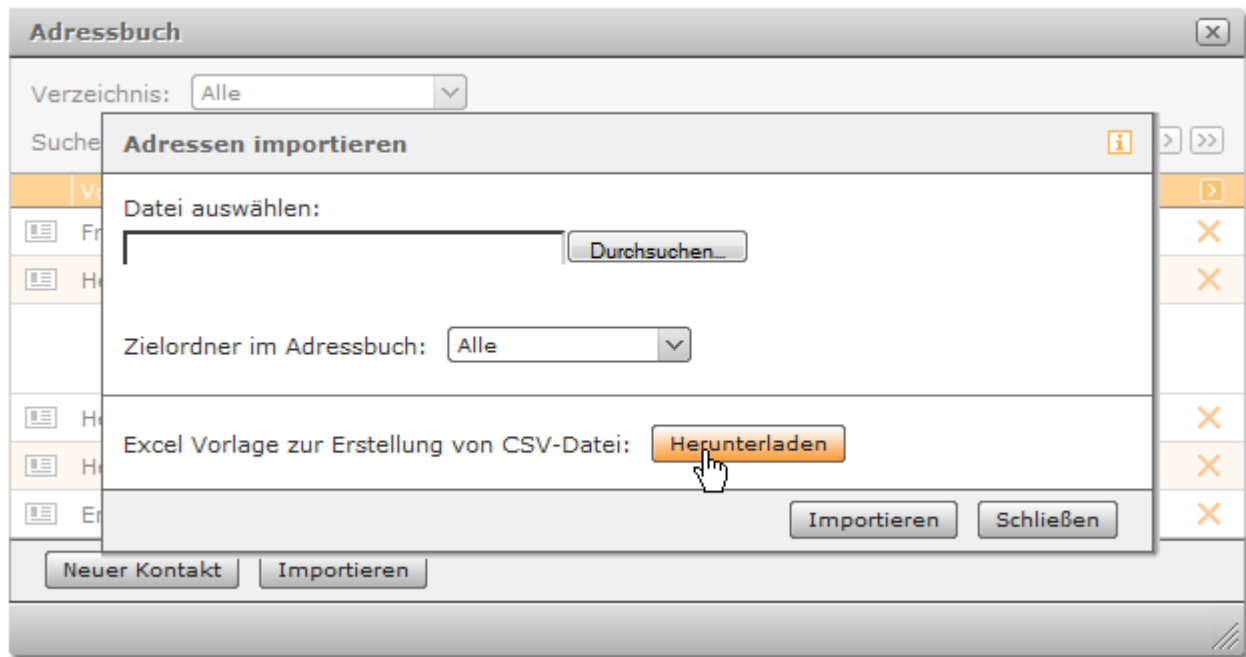 Adressbuch
Verzeichnis: Alle
Suche
Adressen importieren
Datei auswählen:
Durchsuchen...
Zielordner im Adressbuch: Alle
Excel Vorlage zur Erstellung von CSV-Datei: Herunterladen
Importieren Schließen
Neuer Kontakt Importieren